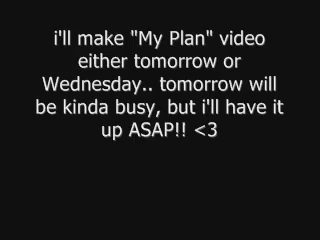 i'll make "My Plan" video
either tomorrow or
Wednesday.. tomorrow will
be kinda busy, but i'll have it
up ASAP!! <3